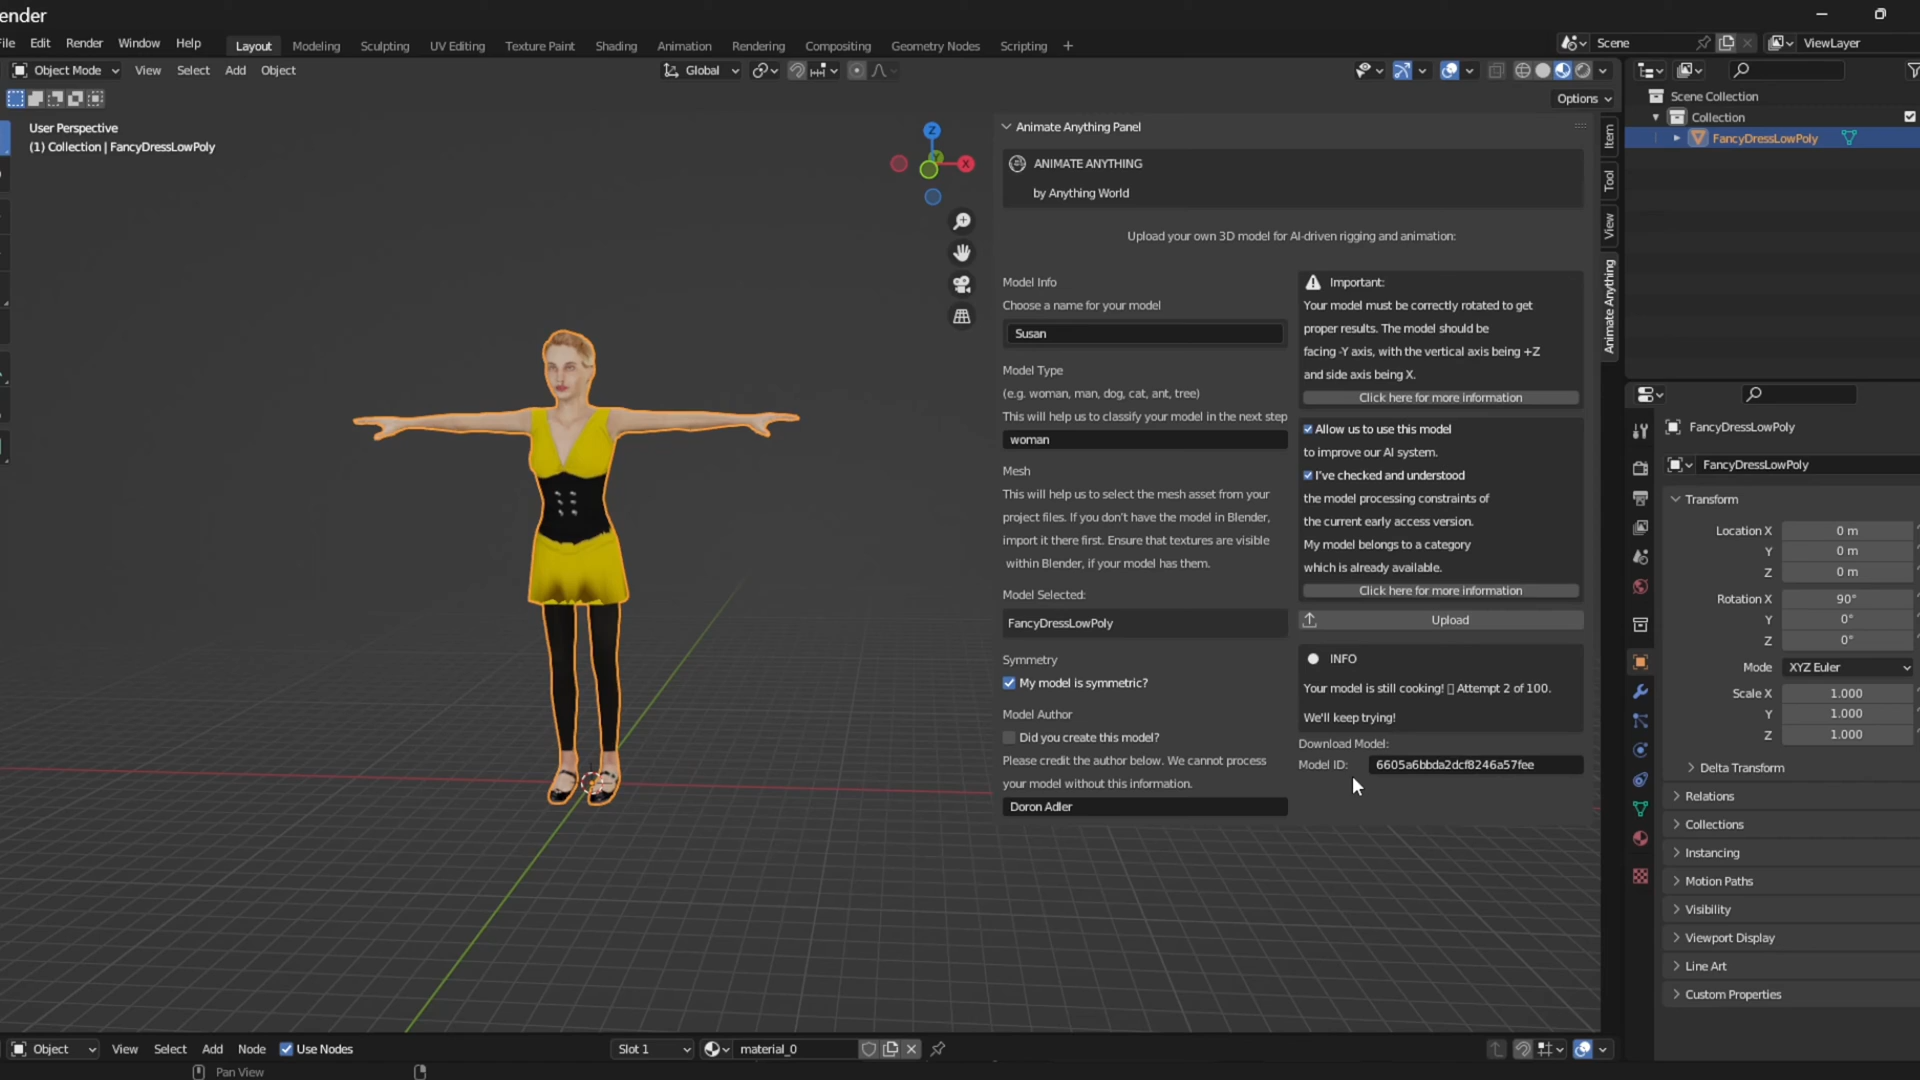 ender
File Edit Render Window Help Layout Modeling Sculpting UV Editing Texture Paint Shading Animation Rendering Compositing Geometry Nodes Scripting +
Scene
ViewLayer
Object Mode View Select Add Object
Global
Options
User Perspective
(1) Collection | FancyDressLowPoly
Z
Y
X
Animate Anything Panel
ANIMATE ANYTHING
by Anything World
Upload your own 3D model for AI-driven rigging and animation:
Model Info
Choose a name for your model
Susan
Model Type
(e.g. woman, man, dog, cat, ant, tree)
This will help us to classify your model in the next step
woman
Mesh
This will help us to select the mesh asset from your
project files. If you don't have the model in Blender,
import it there first. Ensure that textures are visible
within Blender, if your model has them.
Model Selected:
FancyDressLowPoly
Symmetry
My model is symmetric?
Model Author
Did you create this model?
Please credit the author below. We cannot process
your model without this information.
Doron Adler
Important:
Your model must be correctly rotated to get
proper results. The model should be
facing -Y axis, with the vertical axis being +Z
and side axis being X.
Click here for more information
Allow us to use this model
to improve our AI system.
I've checked and understood
the model processing constraints of
the current early access version.
My model belongs to a category
which is already available.
Click here for more information
Upload
INFO
Your model is still cooking! Attempt 2 of 100.
We'll keep trying!
Download Model:
Model ID: 6605a6bbda2dcf8246a57fee
Item
Tool
View
Animate Anything
Scene Collection
Collection
FancyDressLowPoly
FancyDressLowPoly
FancyDressLowPoly
Transform
Location X 0 m
Y 0 m
Z 0 m
Rotation X 90°
Y 0°
Z 0°
Mode XYZ Euler
Scale X 1.000
Y 1.000
Z 1.000
Delta Transform
Relations
Collections
Instancing
Motion Paths
Visibility
Viewport Display
Line Art
Custom Properties
Object View Select Add Node Use Nodes Slot 1 material_0
Pan View